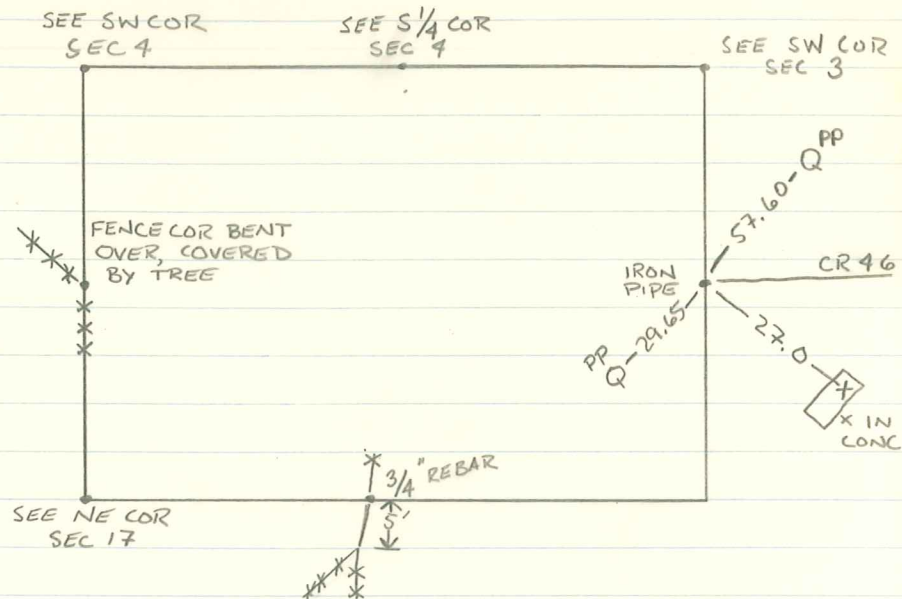 SEE SW COR
SEC 4
SEE S 1/4 COR
SEC 4
SEE SW COR
SEC 3
PP
57.60
FENCE COR BENT
OVER, COVERED
BY TREE
IRON
PIPE
CR 46
29.65
PP
27.0
X IN
CONC
3/4" REBAR
5'
SEE NE COR
SEC 17